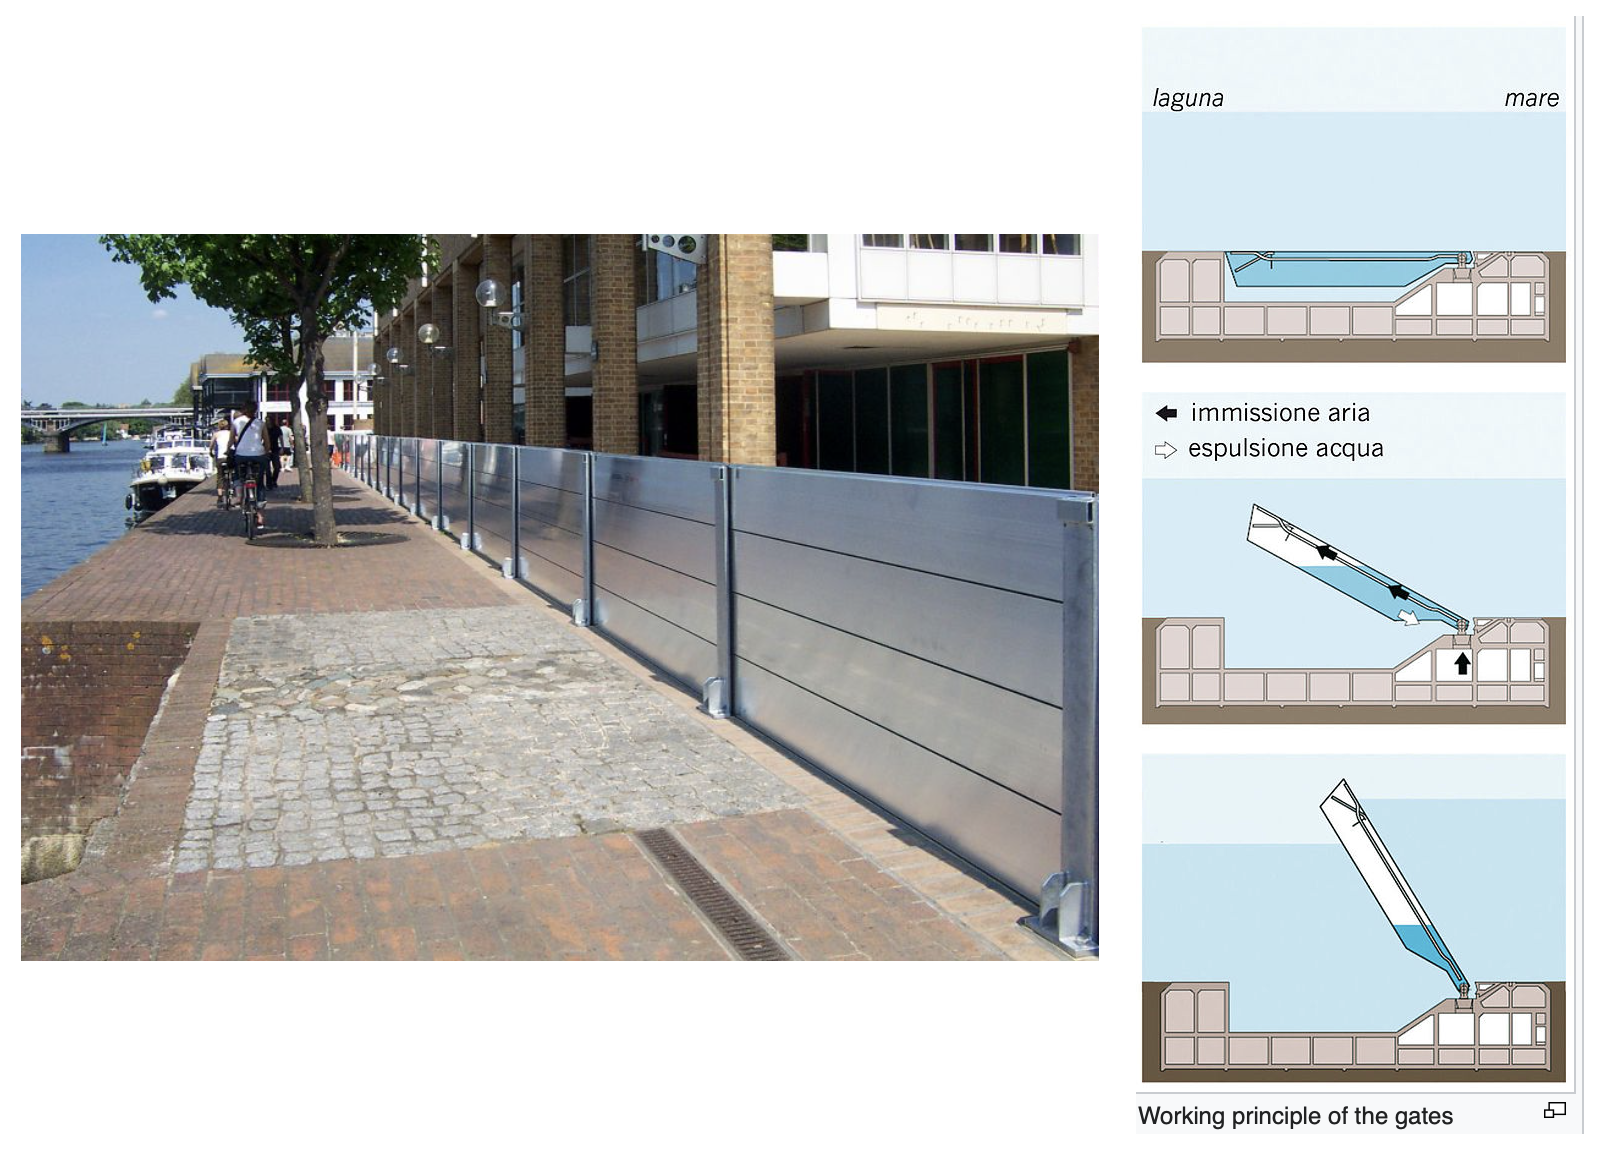 laguna mare
immissione aria
espulsione acqua
Working principle of the gates